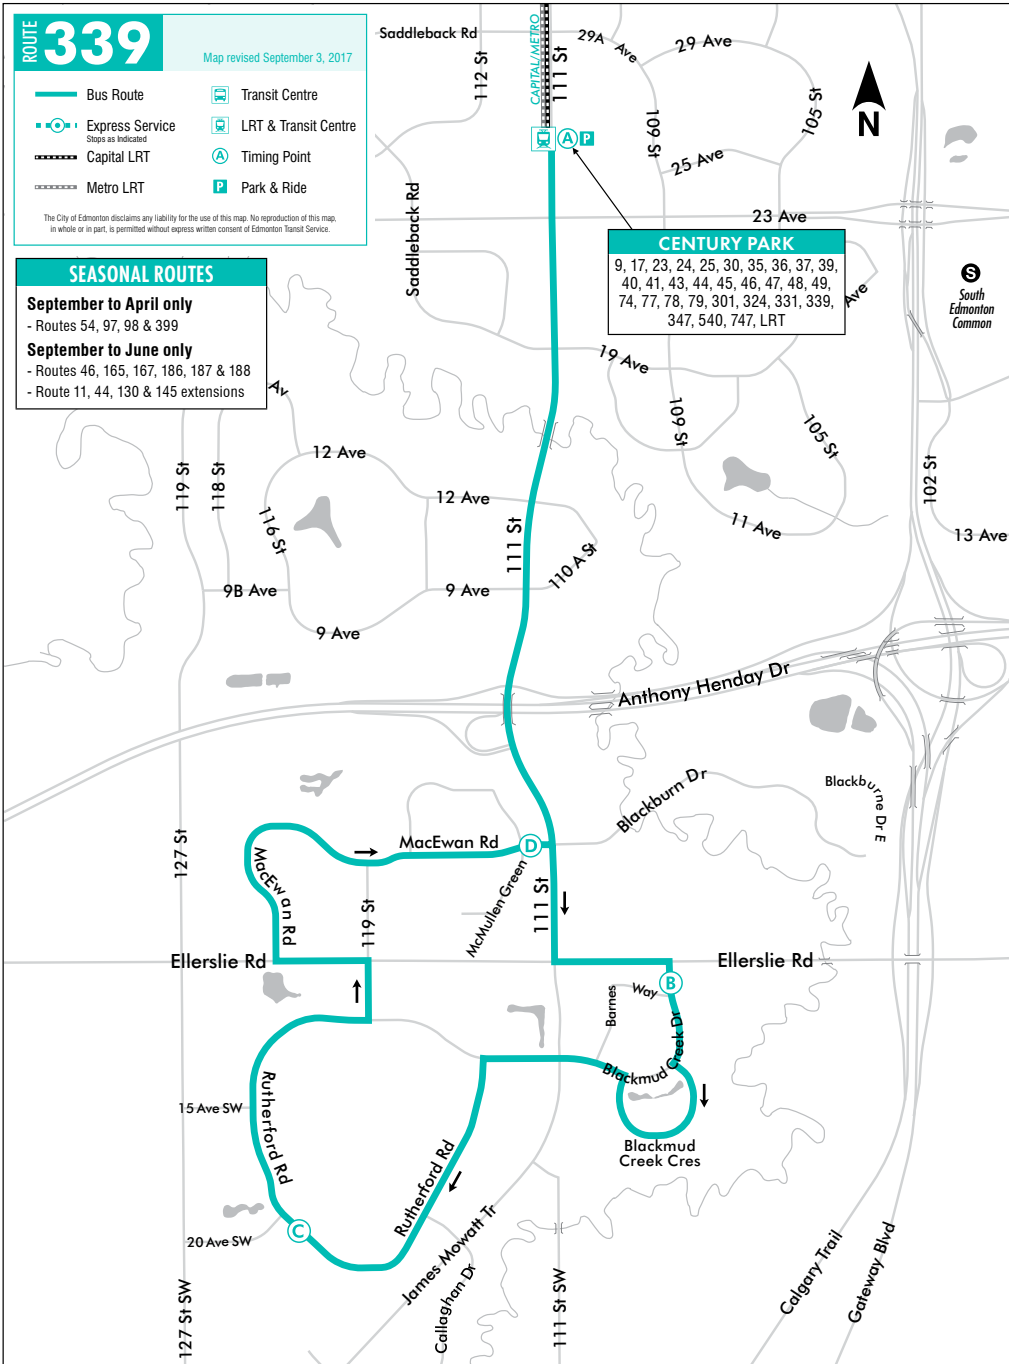 ROUTE
339
Map revised September 3, 2017
Bus Route
Transit Centre
Express Service
Stops as Indicated
LRT & Transit Centre
Capital LRT
A
Timing Point
Metro LRT
P
Park & Ride
The City of Edmonton disclaims any liability for the use of this map. No reproduction of this map,
in whole or in part, is permitted without express written consent of Edmonton Transit Service.
SEASONAL ROUTES
September to April only
- Routes 54, 97, 98 & 399
September to June only
- Routes 46, 165, 167, 186, 187 & 188
- Route 11, 44, 130 & 145 extensions
Saddleback Rd
112 St
CAPITAL/METRO
111 St
29A Ave
29 Ave
109 St
105 St
25 Ave
N
A
P
Saddleback Rd
23 Ave
CENTURY PARK
9, 17, 23, 24, 25, 30, 35, 36, 37, 39,
40, 41, 43, 44, 45, 46, 47, 48, 49,
74, 77, 78, 79, 301, 324, 331, 339,
347, 540, 747, LRT
Ave
S
South
Edmonton
Common
19 Ave
Av
109 St
105 St
12 Ave
119 St
118 St
12 Ave
102 St
116 St
111 St
11 Ave
13 Ave
110 A St
9B Ave
9 Ave
9 Ave
Anthony Henday Dr
Blackburn Dr
Blackburne Dr E
127 St
MacEwan Rd
D
MacEwan Rd
McMullen Green
119 St
111 St
Ellerslie Rd
Ellerslie Rd
B
Barnes
Way
Blackmud Creek Dr
Rutherford Rd
15 Ave SW
Blackmud
Creek Cres
Rutherford Rd
C
20 Ave SW
James Mowatt Tr
Callaghan Dr
127 St SW
111 St SW
Calgary Trail
Gateway Blvd